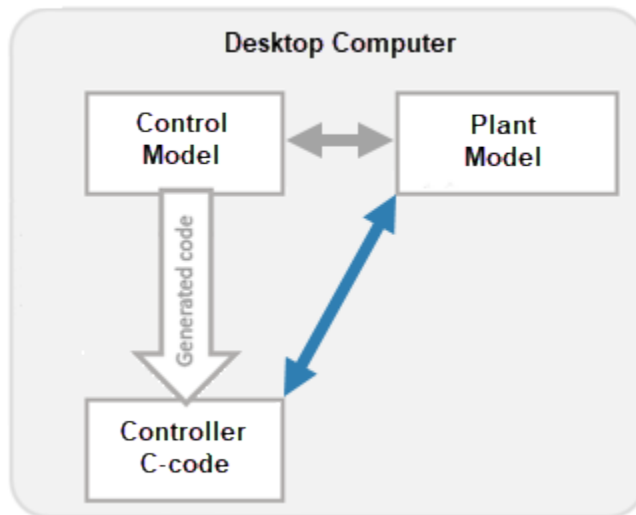 Desktop Computer
Control
Model
Plant
Model
Generated code
Controller
C-code